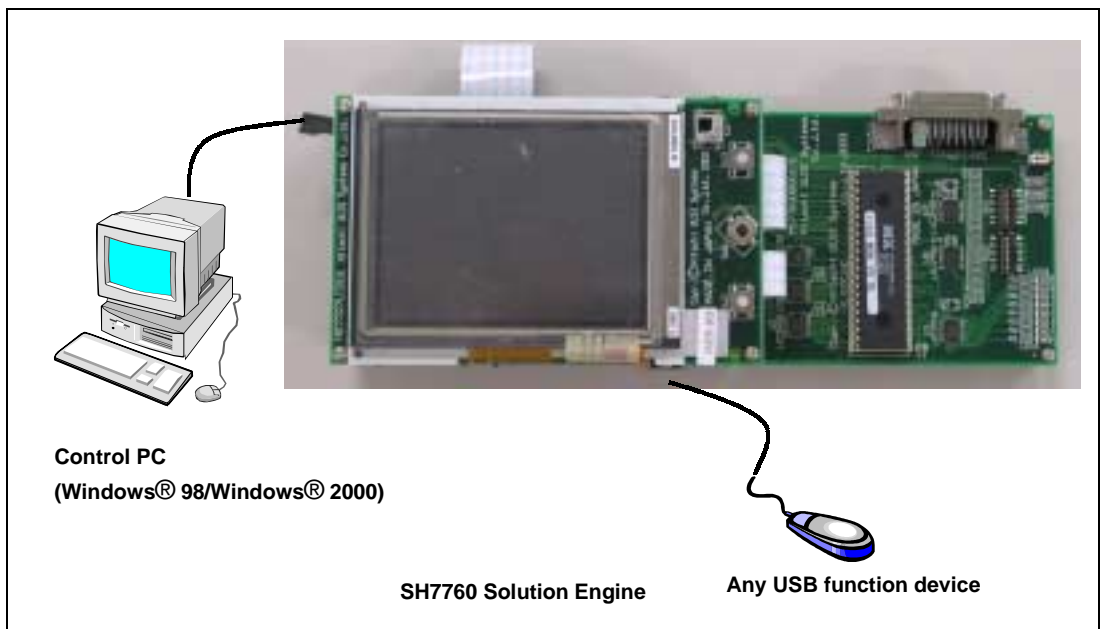 Control PC
(Windows® 98/Windows® 2000)
SH7760 Solution Engine
Any USB function device